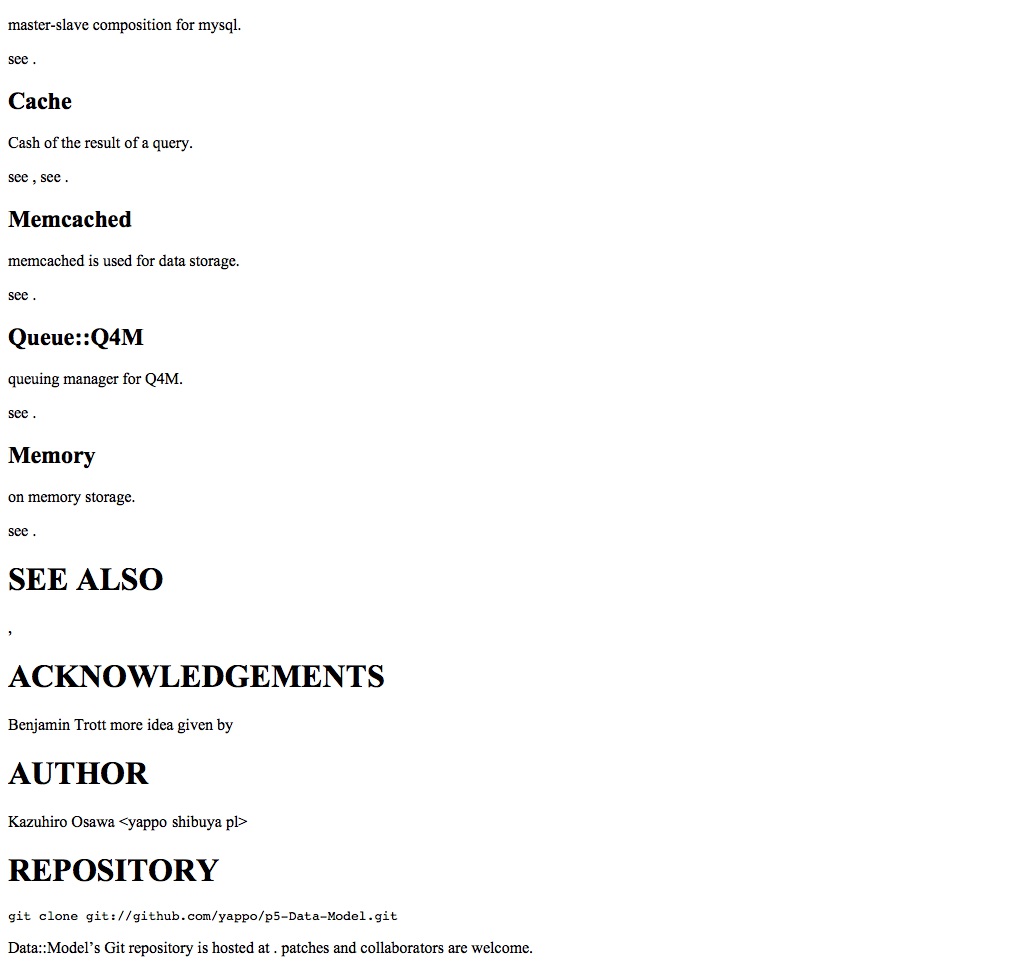 master-slave composition for mysql.
see .
Cache
Cash of the result of a query.
see , see .
Memcached
memcached is used for data storage.
see .
Queue::Q4M
queuing manager for Q4M.
see .
Memory
on memory storage.
see .
SEE ALSO
,
ACKNOWLEDGEMENTS
Benjamin Trott more idea given by
AUTHOR
Kazuhiro Osawa <yappo shibuya pl>
REPOSITORY
git clone git://github.com/yappo/p5-Data-Model.git
Data::Model’s Git repository is hosted at . patches and collaborators are welcome.